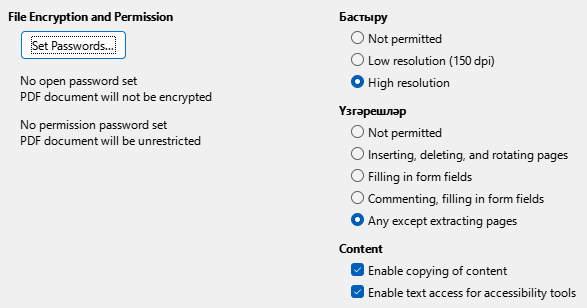 File Encryption and Permission
Set Passwords...
No open password set
PDF document will not be encrypted
No permission password set
PDF document will be unrestricted
Бастыру
Not permitted
Low resolution (150 dpi)
High resolution
Үзгәрешләр
Not permitted
Inserting, deleting, and rotating pages
Filling in form fields
Commenting, filling in form fields
Any except extracting pages
Content
Enable copying of content
Enable text access for accessibility tools